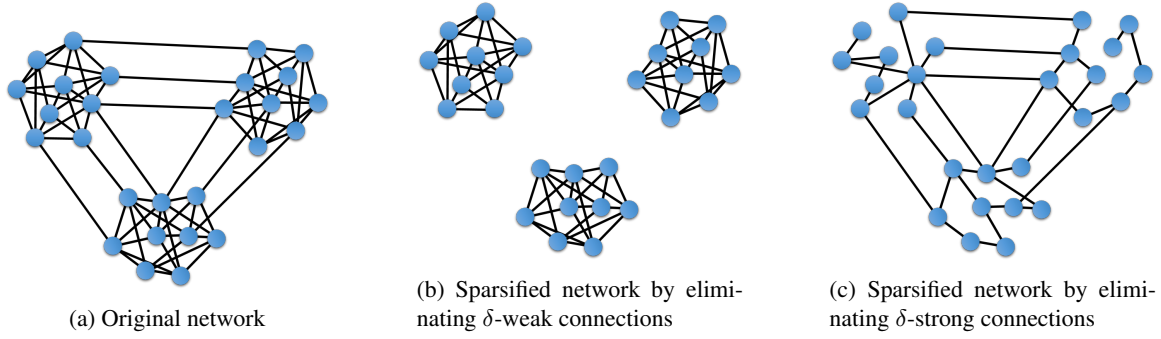 (a) Original network
(b) Sparsified network by elimi-
nating δ-weak connections
(c) Sparsified network by elimi-
nating δ-strong connections